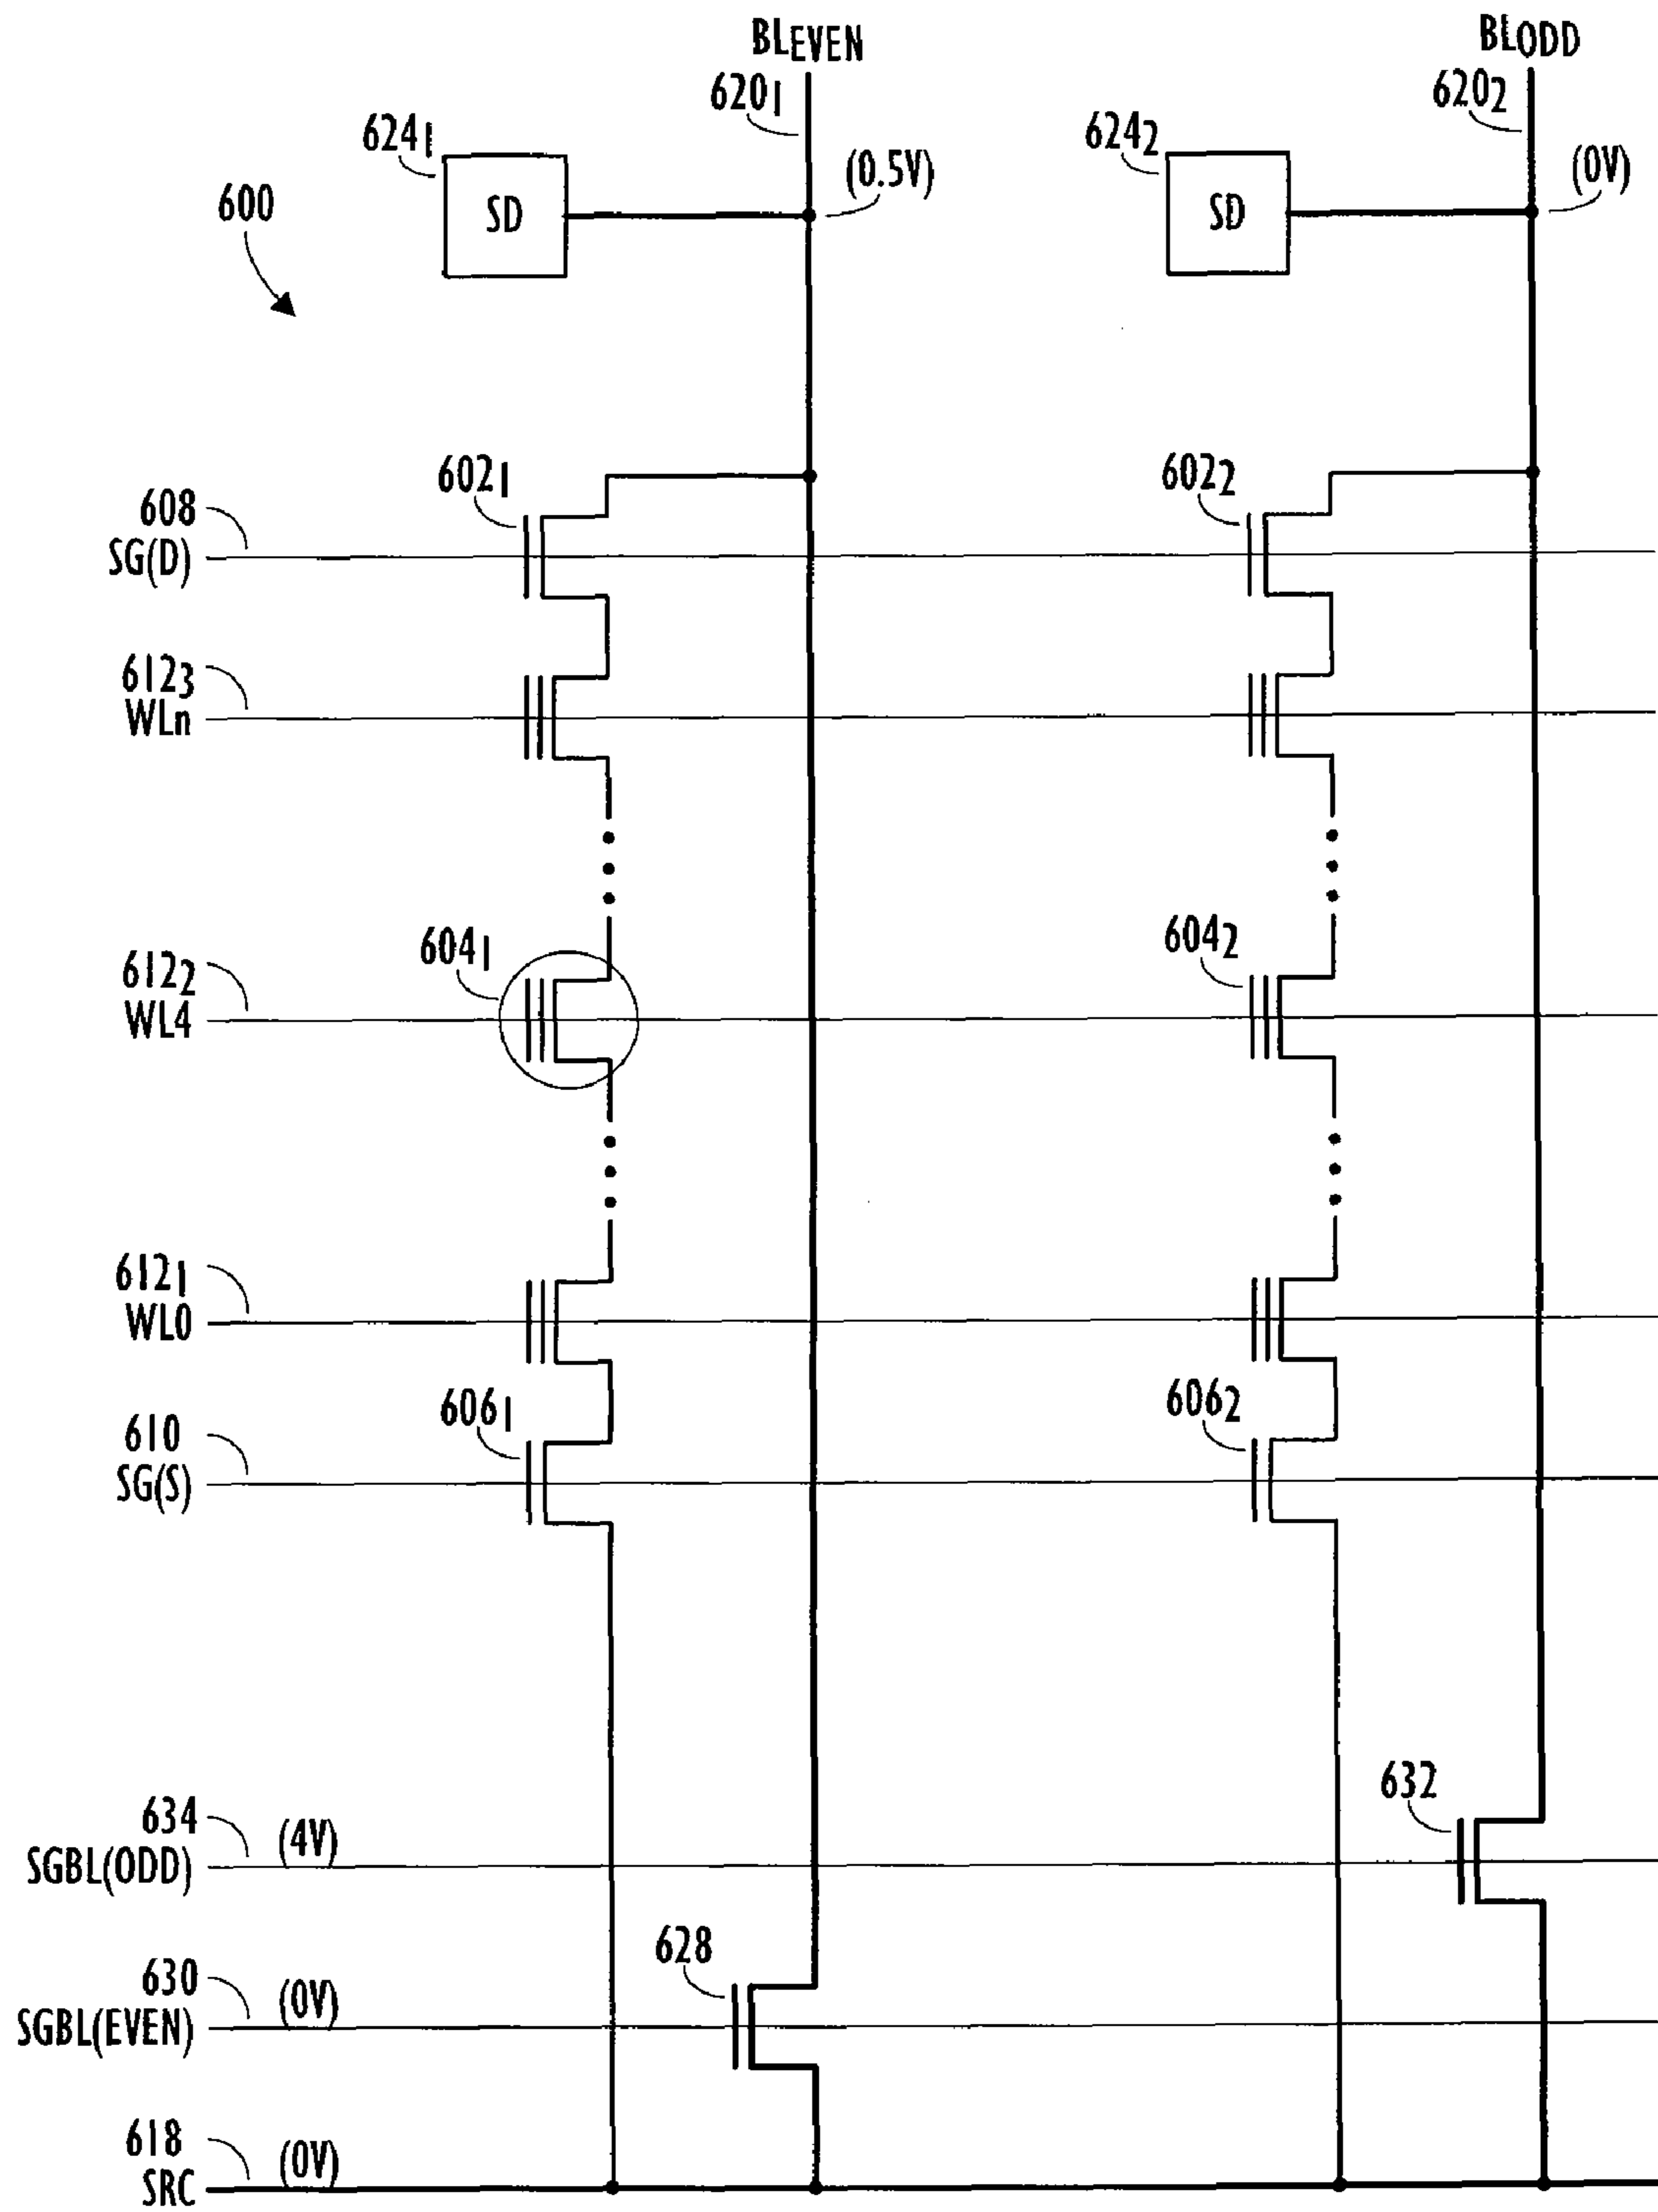 BLEVEN
BLODD
620₁
620₂
624₁
624₂
(0.5V)
(0V)
600
SD
SD
602₁
602₂
608
SG(D)
612₃
WLn
604₁
604₂
612₂
WL4
612₁
WL0
606₁
606₂
610
SG(S)
632
634
(4V)
SGBL(ODD)
628
630
(0V)
SGBL(EVEN)
618
(0V)
SRC